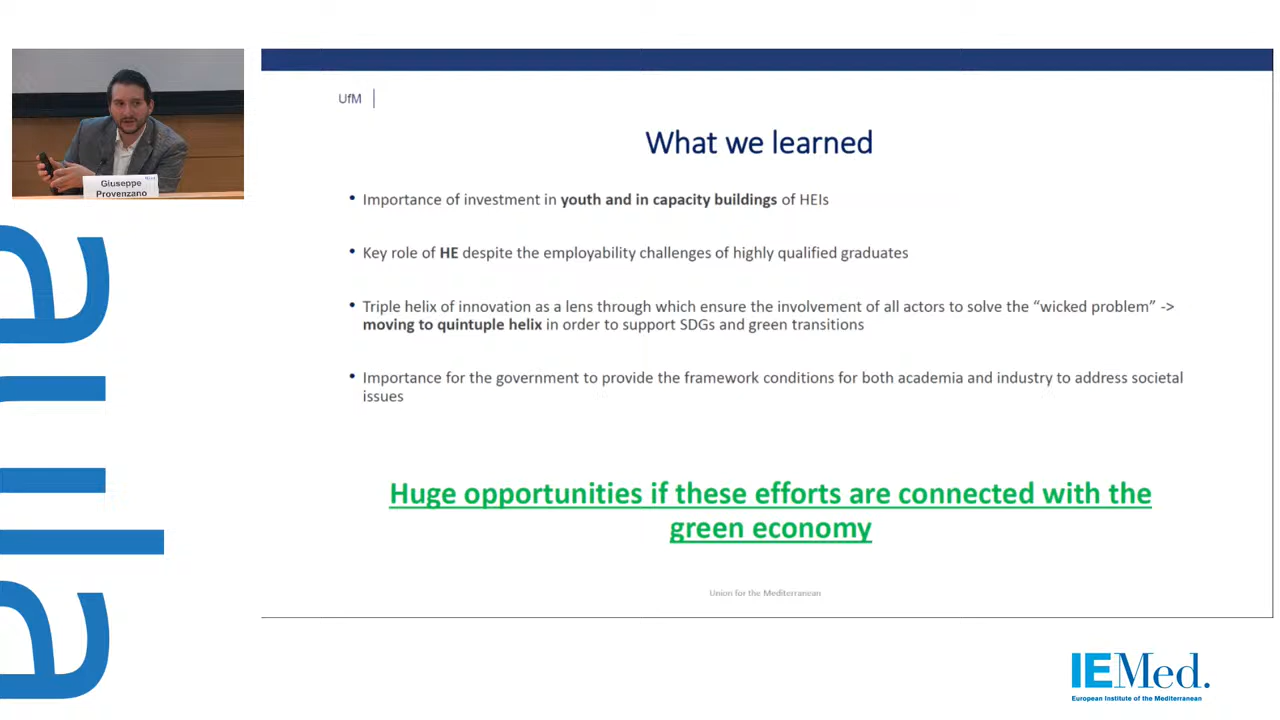 Giuseppe
Provenzano
aula
UfM
What we learned
• Importance of investment in youth and in capacity buildings of HEIs
• Key role of HE despite the employability challenges of highly qualified graduates
• Triple helix of innovation as a lens through which ensure the involvement of all actors to solve the “wicked problem” ->
moving to quintuple helix in order to support SDGs and green transitions
• Importance for the government to provide the framework conditions for both academia and industry to address societal
issues
Huge opportunities if these efforts are connected with the
green economy
Union for the Mediterranean
IEMed.
European Institute of the Mediterranean